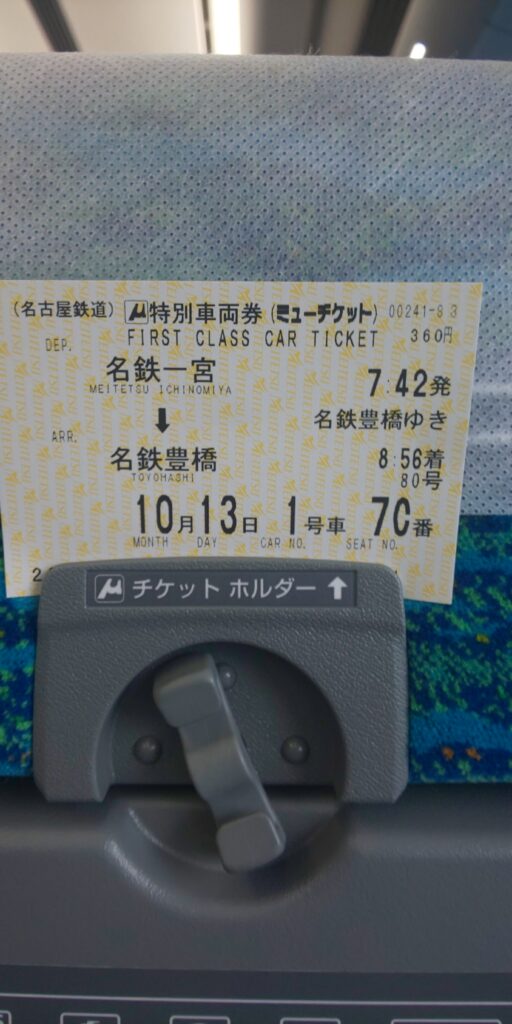 (名古屋鉄道) μ 特別車両券 (ミューチケット) 00241-83
FIRST CLASS CAR TICKET 360円
DEP. 名鉄一宮 7:42発
MEITETSU ICHINOMIYA
↓ 名鉄豊橋ゆき
ARR. 名鉄豊橋 8:56着
TOYOHASHI 80号
10月13日 1号車 7C番
MONTH DAY CAR NO. SEAT NO.
μ チケット ホルダー ↑